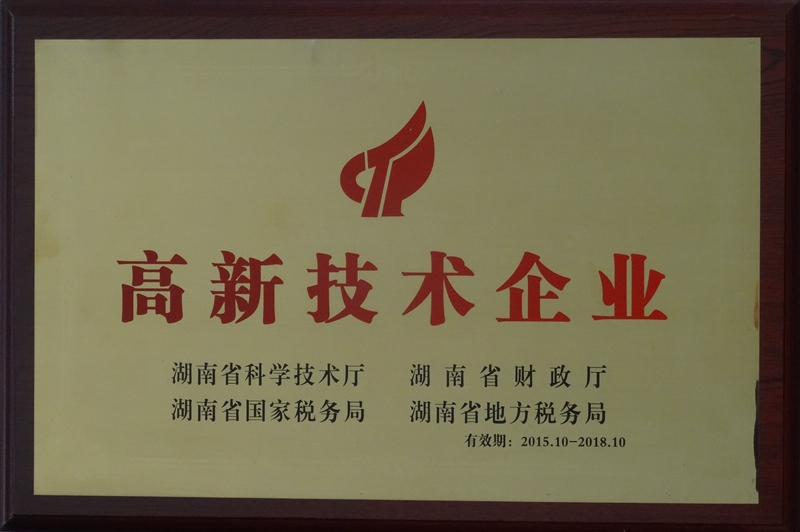 高新技术企业
湖南省科学技术厅 湖南省财政厅
湖南省国家税务局 湖南省地方税务局
有效期：2015.10-2018.10